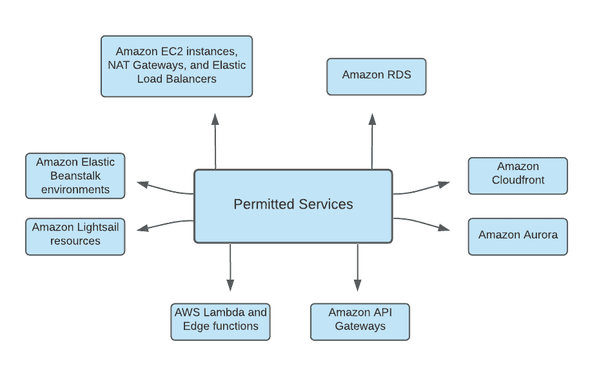 Amazon EC2 instances,
NAT Gateways, and Elastic
Load Balancers
Amazon RDS
Amazon Elastic
Beanstalk
environments
Amazon
Cloudfront
Permitted Services
Amazon Lightsail
resources
Amazon Aurora
AWS Lambda and
Edge functions
Amazon API
Gateways